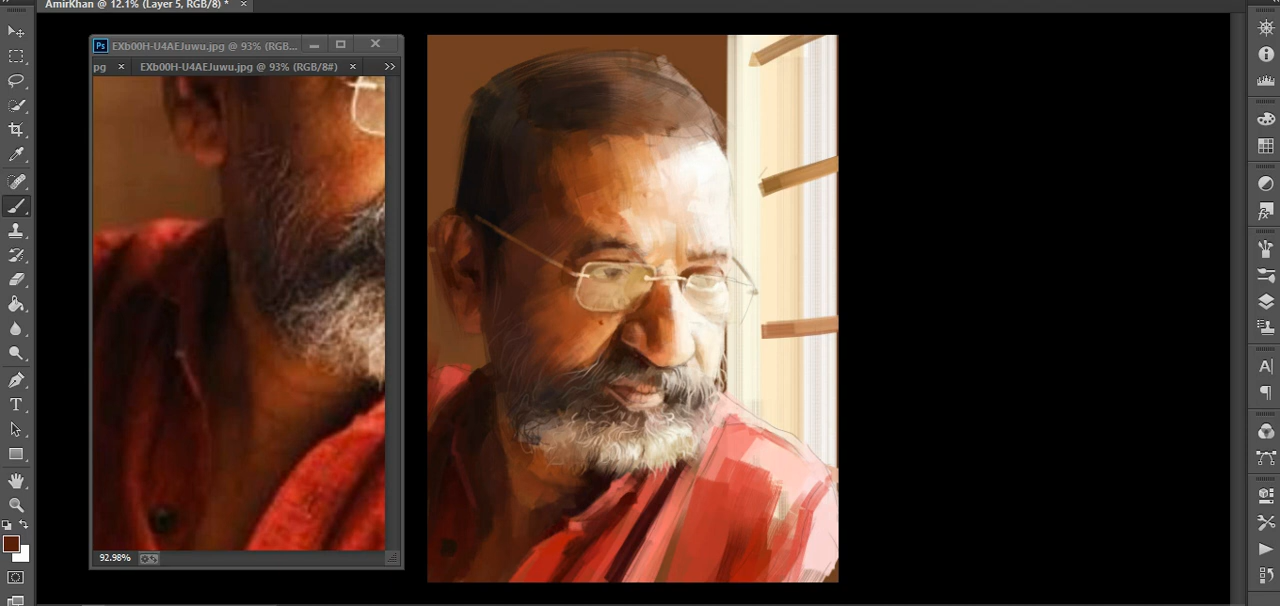 AmirKhan @ 12.1% (Layer 5, RGB/8) *
Ps EXb00H-U4AEJuwu.jpg @ 93% (RGB...
pg EXb00H-U4AEJuwu.jpg @ 93% (RGB/8#)
92.98%